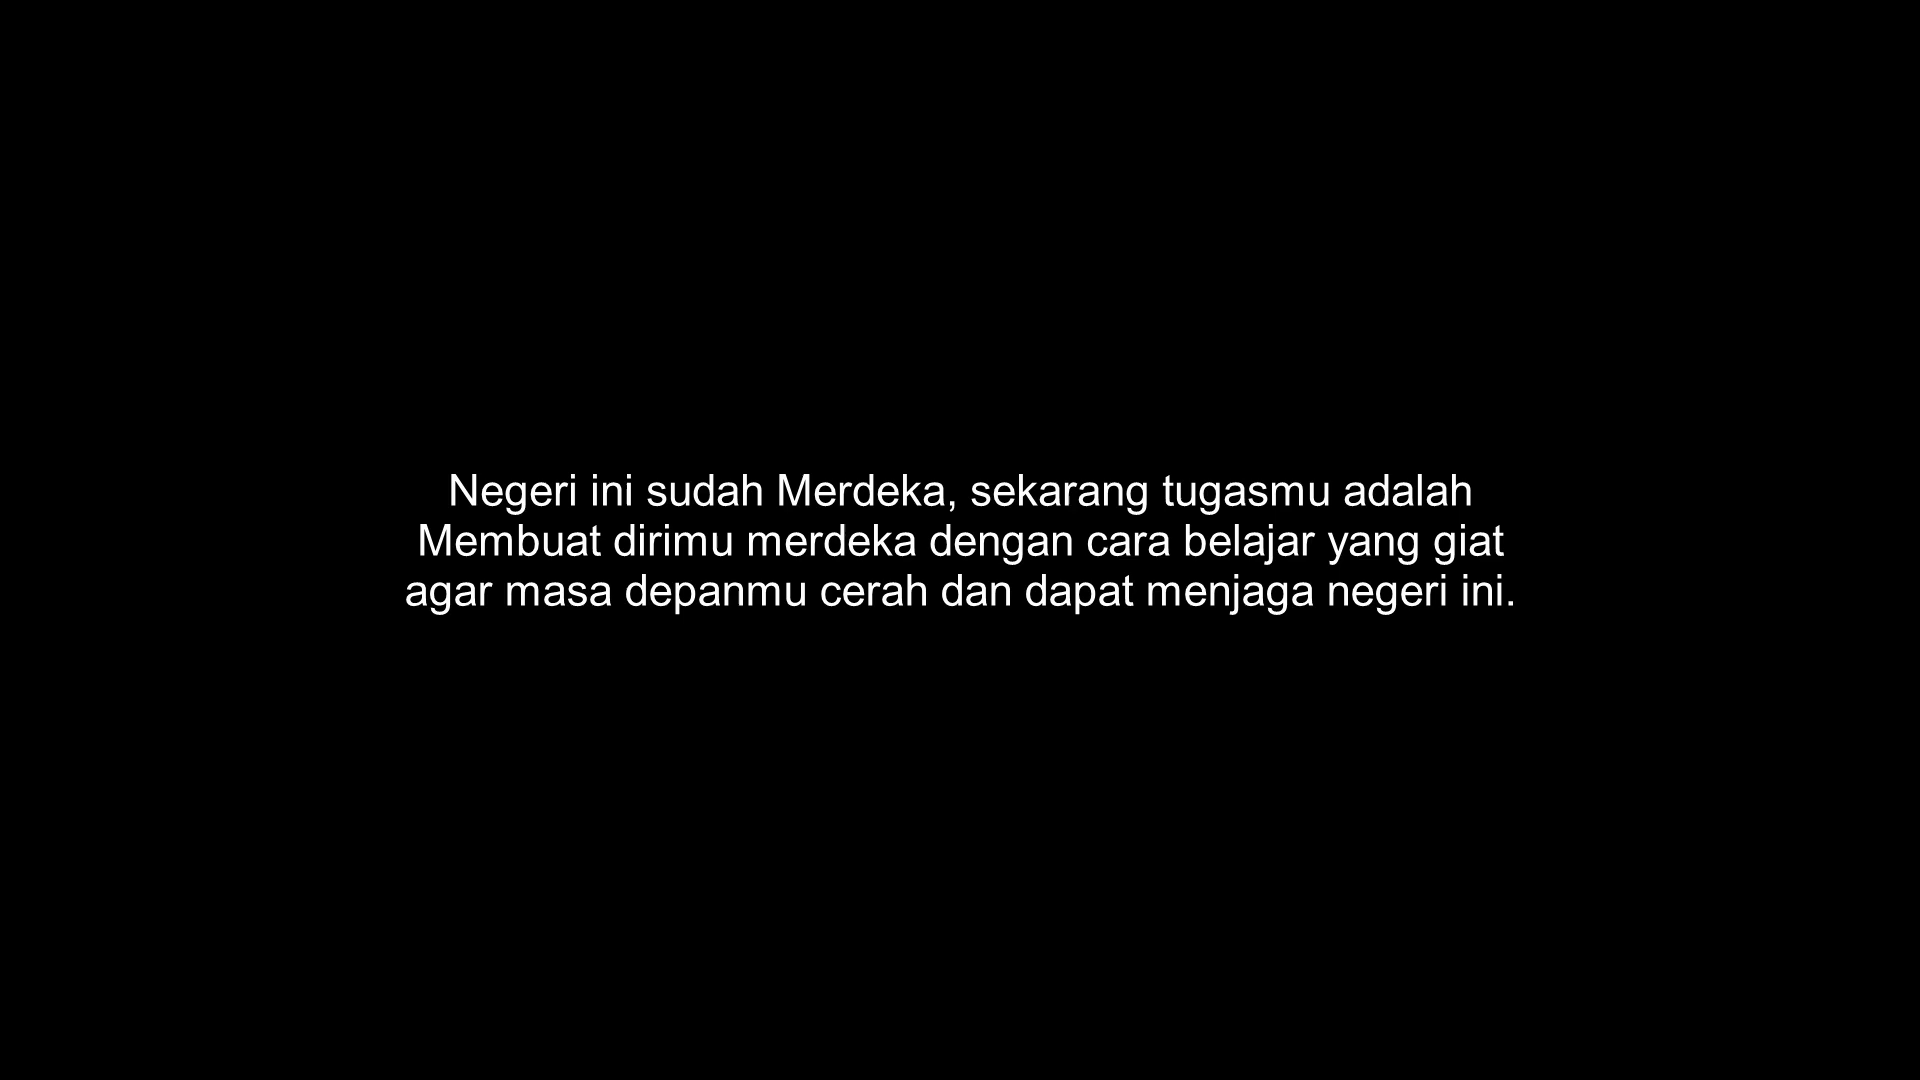 Negeri ini sudah Merdeka, sekarang tugasmu adalah
Membuat dirimu merdeka dengan cara belajar yang giat
agar masa depanmu cerah dan dapat menjaga negeri ini.